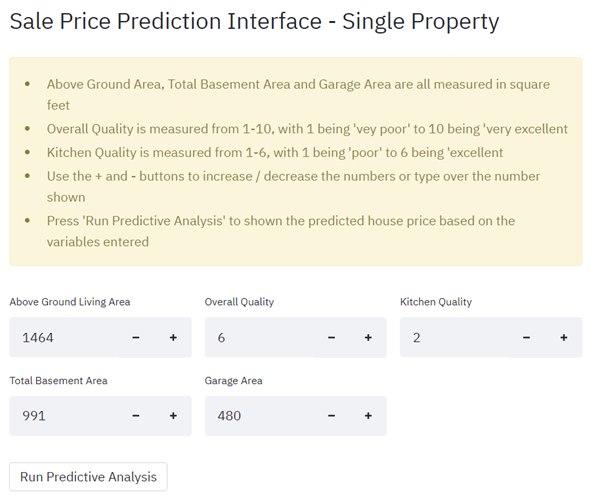 Sale Price Prediction Interface - Single Property
Above Ground Area, Total Basement Area and Garage Area are all measured in square
feet
Overall Quality is measured from 1-10, with 1 being 'vey poor' to 10 being 'very excellent
Kitchen Quality is measured from 1-6, with 1 being 'poor' to 6 being 'excellent
Use the + and - buttons to increase / decrease the numbers or type over the number
shown
Press 'Run Predictive Analysis' to shown the predicted house price based on the
variables entered
Above Ground Living Area Overall Quality Kitchen Quality
1464 - + 6 - + 2 - +
Total Basement Area Garage Area
991 - + 480 - +
Run Predictive Analysis